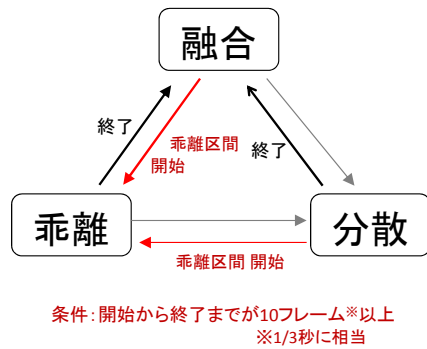 融合
終了
乖離区間
開始
終了
乖離
分散
乖離区間 開始
条件：開始から終了までが10フレーム※以上
※1/3秒に相当